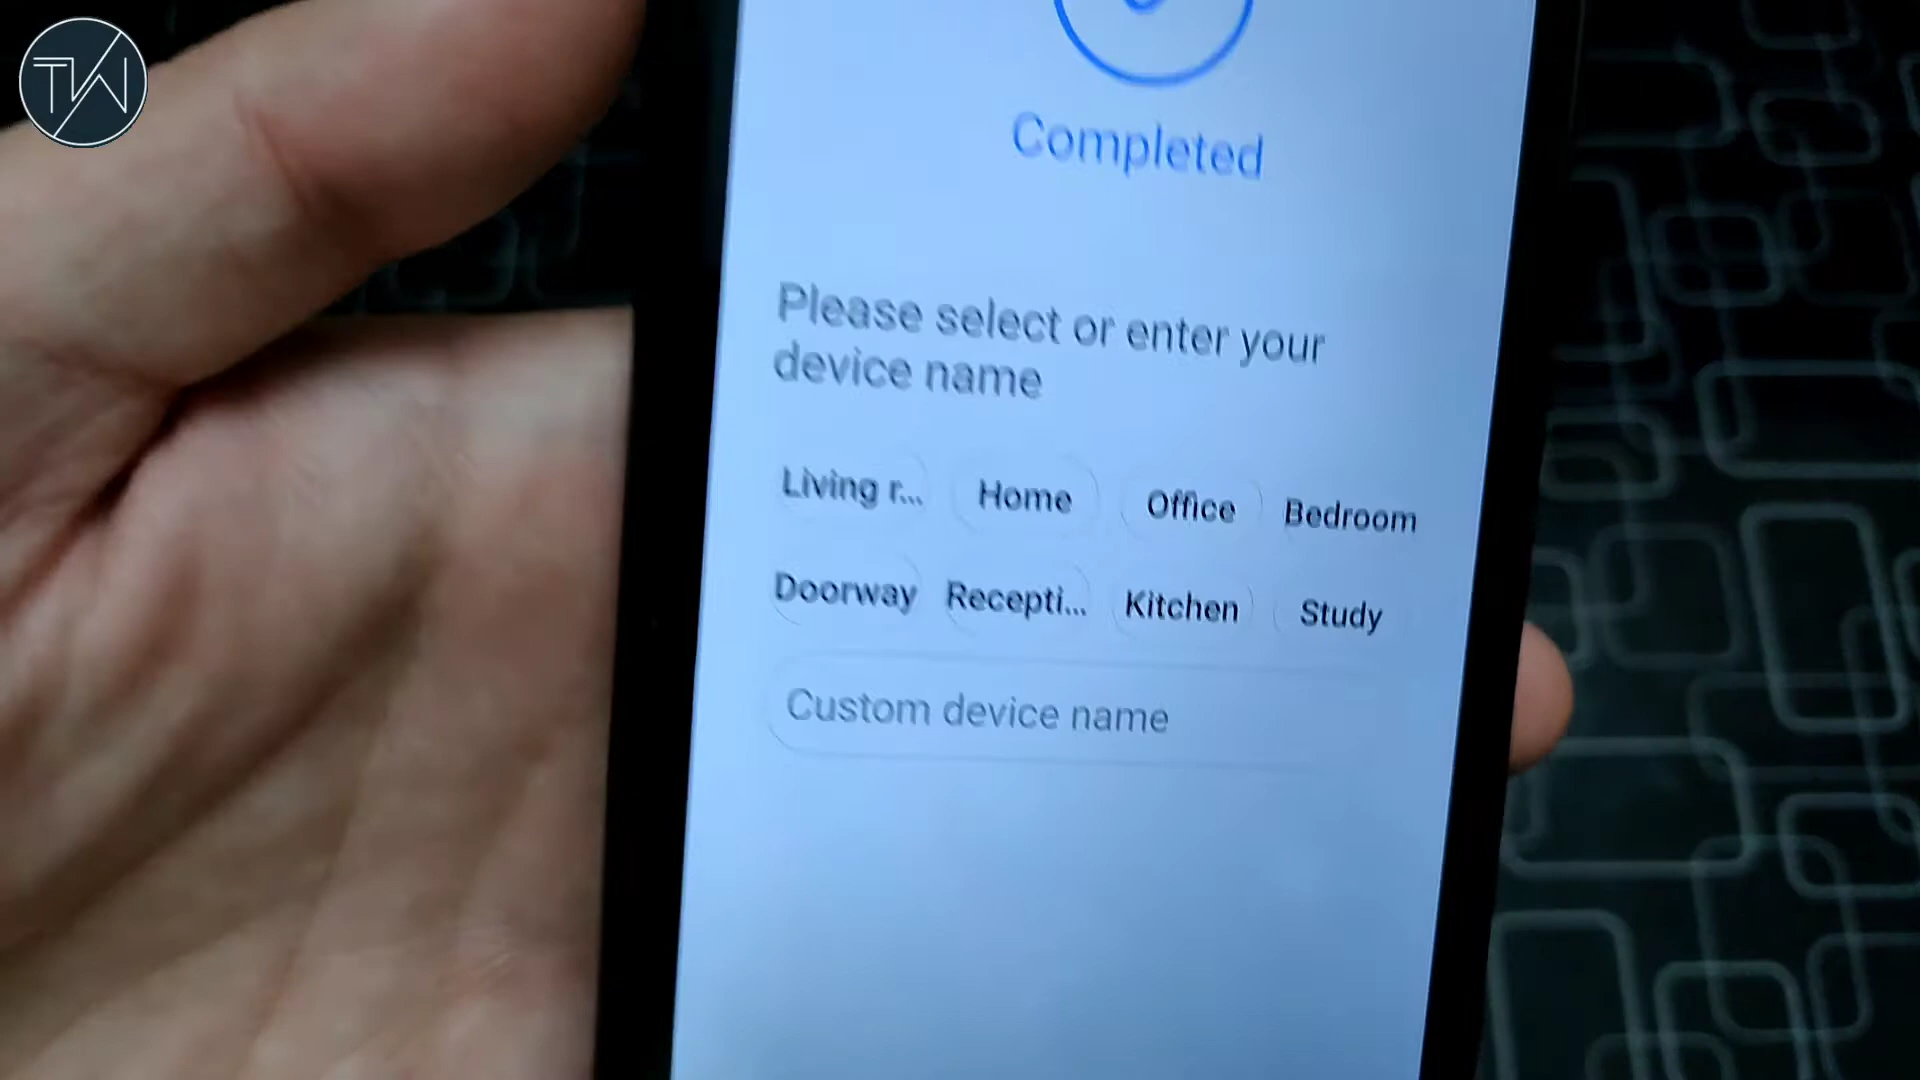 TW
Completed
Please select or enter your
device name
Living r... Home Office Bedroom
Doorway Recepti... Kitchen Study
Custom device name